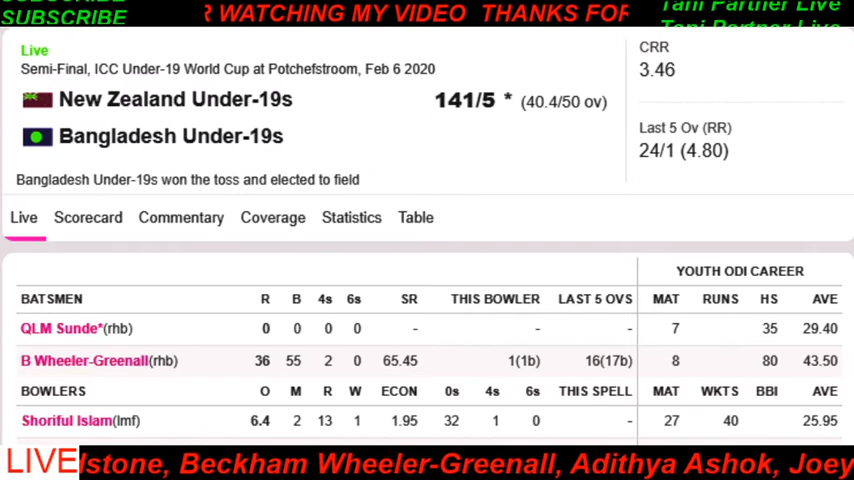 SUBSCRIBE
SUBSCRIBE
R WATCHING MY VIDEO THANKS FOR
Tani Partner Live
Tani Partner Live
Live
Semi-Final, ICC Under-19 World Cup at Potchefstroom, Feb 6 2020
New Zealand Under-19s 141/5 * (40.4/50 ov)
Bangladesh Under-19s
Bangladesh Under-19s won the toss and elected to field
CRR
3.46
Last 5 Ov (RR)
24/1 (4.80)
Live Scorecard Commentary Coverage Statistics Table
YOUTH ODI CAREER
BATSMEN R B 4s 6s SR THIS BOWLER LAST 5 OVS MAT RUNS HS AVE
QLM Sunde*(rhb) 0 0 0 0 - - - 7 35 29.40
B Wheeler-Greenall(rhb) 36 55 2 0 65.45 1(1b) 16(17b) 8 80 43.50
BOWLERS O M R W ECON 0s 4s 6s THIS SPELL MAT WKTS BBI AVE
Shoriful Islam(lmf) 6.4 2 13 1 1.95 32 1 0 - 27 40 25.95
LIVE lstone, Beckham Wheeler-Greenall, Adithya Ashok, Joey